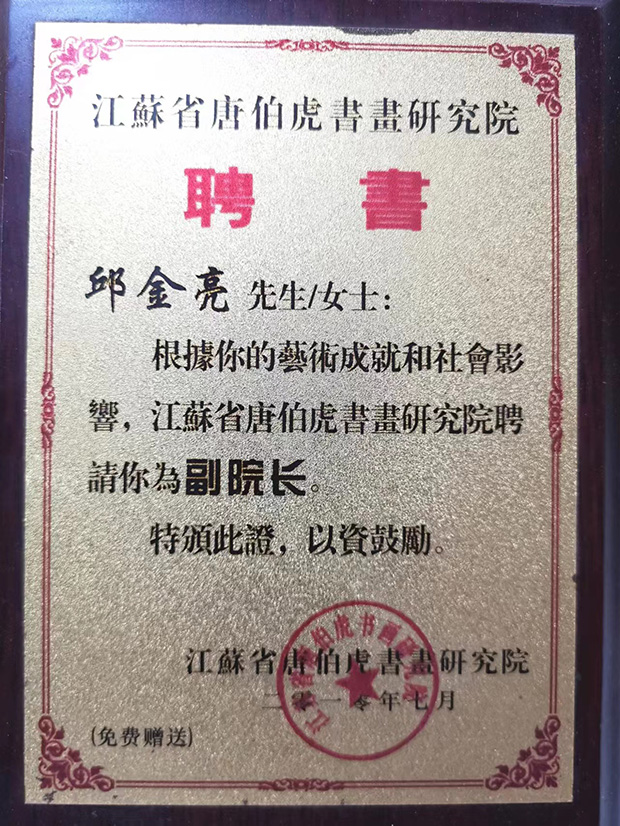 江蘇省唐伯虎書畫研究院
聘書
邱金亮 先生/女士：
根據你的藝術成就和社會影
響，江蘇省唐伯虎書畫研究院聘
請你為副院长。
特頒此證，以資鼓勵。
江蘇省唐伯虎書畫研究院
二零一零年七月
(免费赠送)